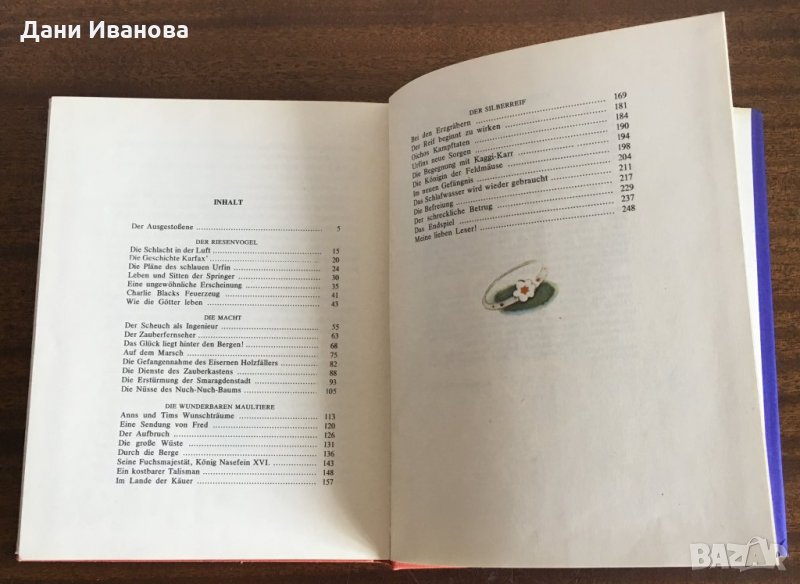 Дани Иванова
INHALT
Der Ausgestoßene 5
DER RIESENVOGEL
Die Schlacht in der Luft 15
Die Geschichte Karfax' 20
Die Pläne des schlauen Urfin 24
Leben und Sitten der Springer 30
Eine ungewöhnliche Erscheinung 35
Charlie Blacks Feuerzeug 41
Wie die Götter leben 43
DIE MACHT
Der Scheuch als Ingenieur 55
Der Zauberfernseher 63
Das Glück liegt hinter den Bergen! 68
Auf dem Marsch 75
Die Gefangennahme des Eisernen Holzfällers 82
Die Dienste des Zauberkastens 88
Die Erstürmung der Smaragdenstadt 93
Die Nüsse des Nuch-Nuch-Baums 105
DIE WUNDERBAREN MAULTIERE
Anns und Tims Wunschträume 113
Eine Sendung von Fred 120
Der Aufbruch 126
Die große Wüste 131
Durch die Berge 136
Seine Fuchsmajestät, König Nasefein XVI. 143
Ein kostbarer Talisman 148
Im Lande der Käuer 157
DER SILBERREIF
Bei den Erzgräbern 169
Der Reif beginnt zu wirken 181
Oichos Kampftaten 184
Urfins neue Sorgen 190
Die Begegnung mit Kaggi-Karr 194
Die Königin der Feldmäuse 198
Im neuen Gefängnis 204
Das Schlafwasser wird wieder gebraucht 211
Die Befreiung 217
Der schreckliche Betrug 229
Das Endspiel 237
Meine lieben Leser! 248
BAZAR